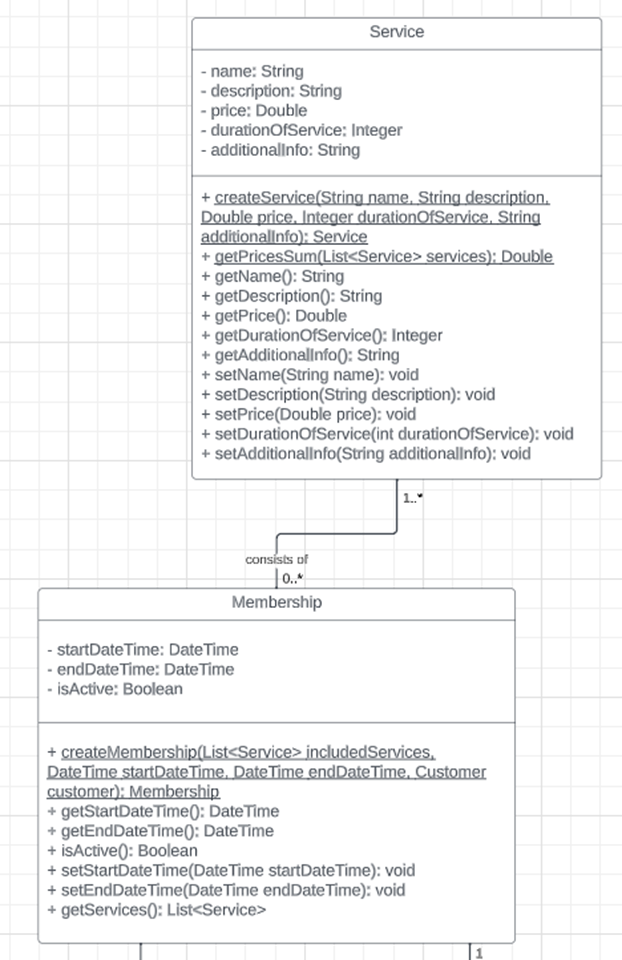 Service
- name: String
- description: String
- price: Double
- durationOfService: Integer
- additionalInfo: String
+ createService(String name, String description,
Double price, Integer durationOfService, String
additionalInfo): Service
+ getPricesSum(List<Service> services): Double
+ getName(): String
+ getDescription(): String
+ getPrice(): Double
+ getDurationOfService(): Integer
+ getAdditionalInfo(): String
+ setName(String name): void
+ setDescription(String description): void
+ setPrice(Double price): void
+ setDurationOfService(int durationOfService): void
+ setAdditionalInfo(String additionalInfo): void
1..*
consists of
0..*
Membership
- startDateTime: DateTime
- endDateTime: DateTime
- isActive: Boolean
+ createMembership(List<Service> includedServices,
DateTime startDateTime, DateTime endDateTime, Customer
customer): Membership
+ getStartDateTime(): DateTime
+ getEndDateTime(): DateTime
+ isActive(): Boolean
+ setStartDateTime(DateTime startDateTime): void
+ setEndDateTime(DateTime endDateTime): void
+ getServices(): List<Service>
1